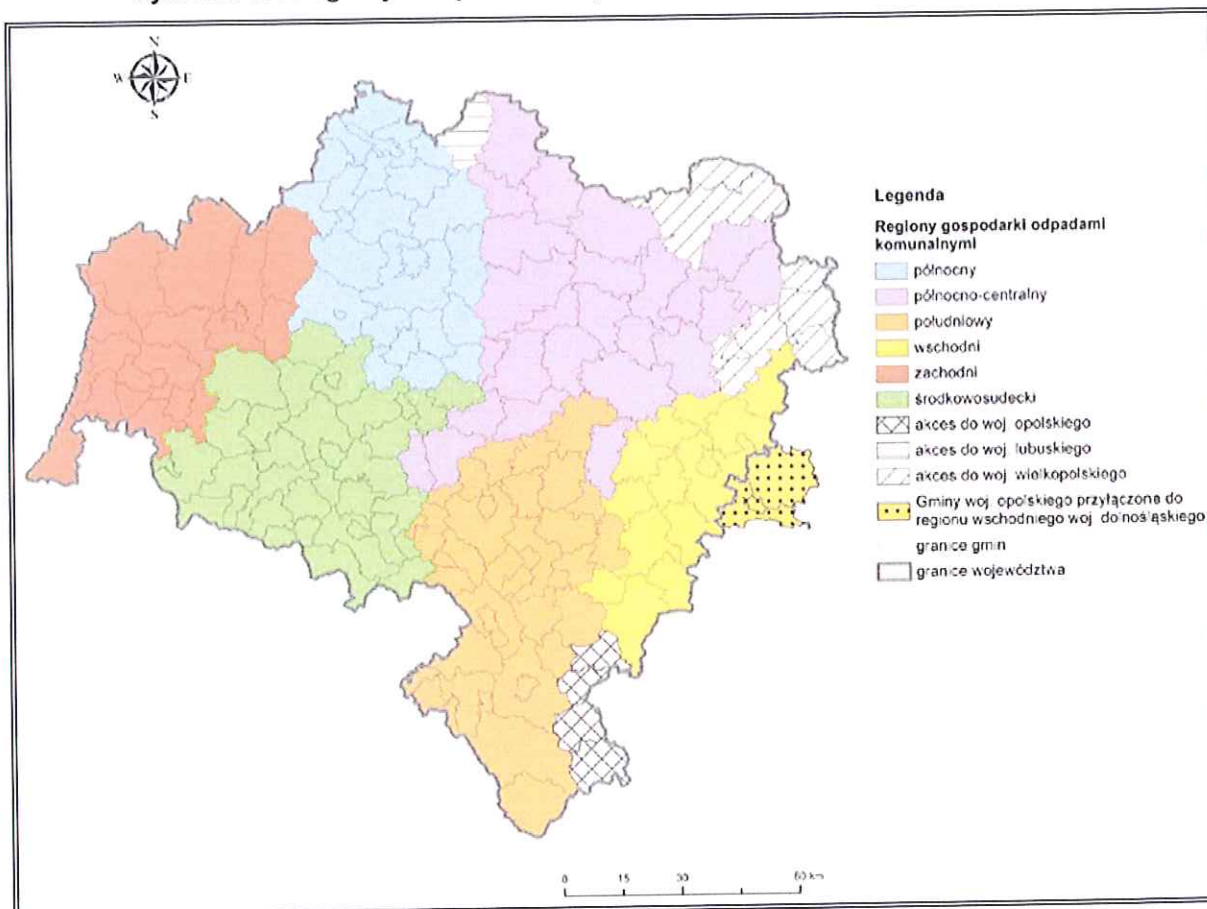 N
W E
S
Legenda
Regiony gospodarki odpadami
komunalnymi
północny
północno-centralny
południowy
wschodni
zachodni
środkowosudecki
akces do woj. opolskiego
akces do woj. lubuskiego
akces do woj. wielkopolskiego
Gminy woj. opolskiego przyłączone do
regionu wschodniego woj. dolnośląskiego
granice gmin
granice województwa
0 15 30 60 km